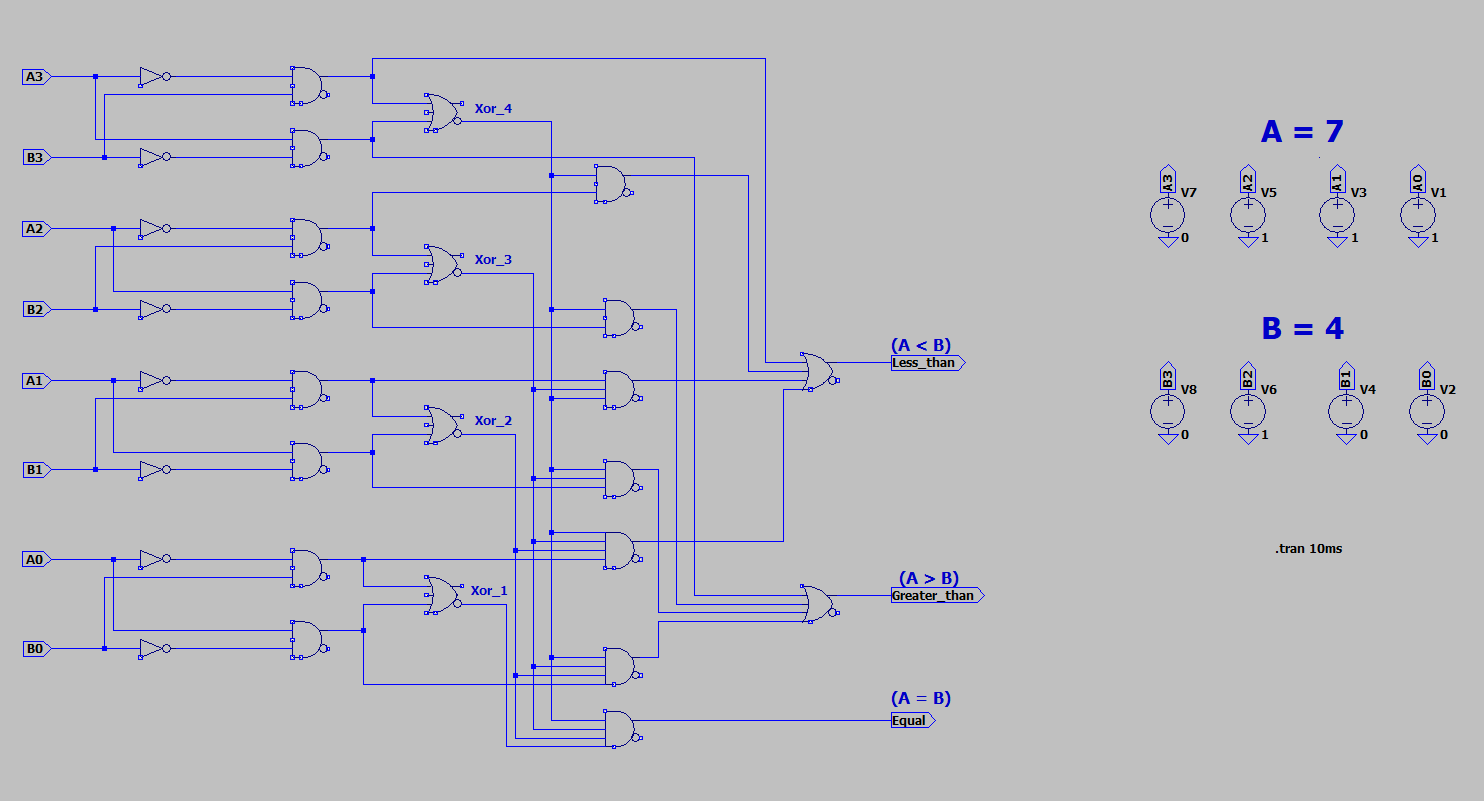 A3
B3
A2
B2
A1
B1
A0
B0
Xor_4
Xor_3
Xor_2
Xor_1
(A < B)
Less_than
(A > B)
Greater_than
(A = B)
Equal
A = 7
A3 V7 0
A2 V5 1
A1 V3 1
A0 V1 1
B = 4
B3 V8 0
B2 V6 1
B1 V4 0
B0 V2 0
.tran 10ms